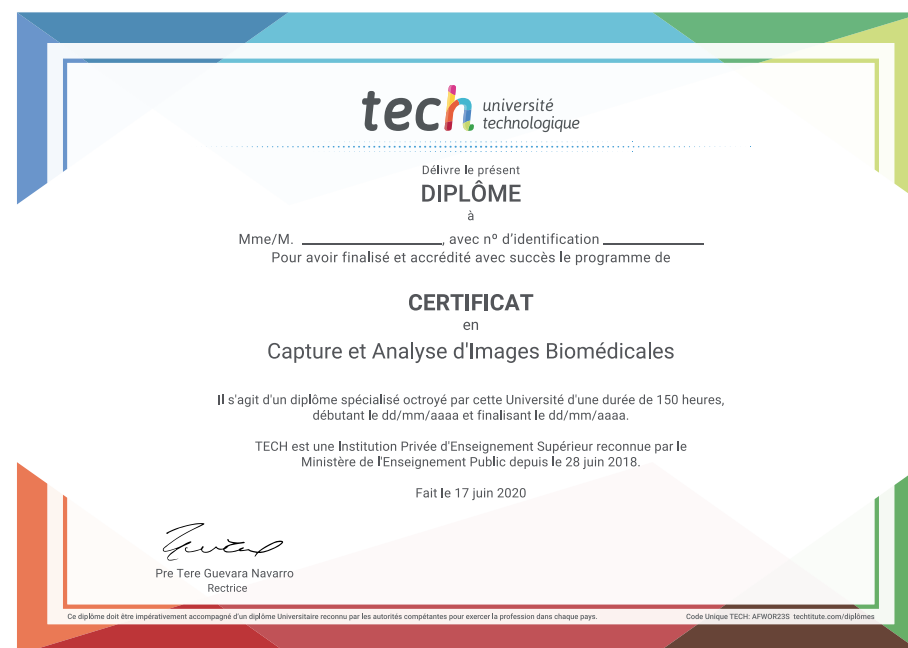 tech université
technologique
Délivre le présent
DIPLÔME
à
Mme/M. ____________________, avec nº d'identification ______________
Pour avoir finalisé et accrédité avec succès le programme de
CERTIFICAT
en
Capture et Analyse d'Images Biomédicales
Il s'agit d'un diplôme spécialisé octroyé par cette Université d'une durée de 150 heures,
débutant le dd/mm/aaaa et finalisant le dd/mm/aaaa.
TECH est une Institution Privée d'Enseignement Supérieur reconnue par le
Ministère de l'Enseignement Public depuis le 28 juin 2018.
Fait le 17 juin 2020
Pre Tere Guevara Navarro
Rectrice
Ce diplôme doit être impérativement accompagné d'un diplôme Universitaire reconnu par les autorités compétantes pour exercer la profession dans chaque pays. Code Unique TECH: AFWOR23S techtitute.com/diplômes